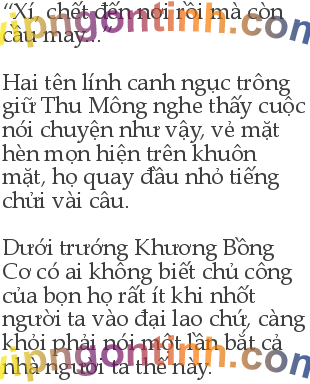 “Xí, chết đến nơi rồi mà còn
cầu may...”
Hai tên lính canh ngục trông
giữ Thu Mông nghe thấy cuộc
nói chuyện như vậy, vẻ mặt
hèn mọn hiện trên khuôn
mặt, họ quay đầu nhỏ tiếng
chửi vài câu.
Dưới trướng Khương Bồng
Cơ có ai không biết chủ công
của bọn họ rất ít khi nhốt
người ta vào đại lao chứ, càng
khỏi phải nói một lần bắt cả
nhà người ta thế này.
vipngontinh.com
vipngontinh.com